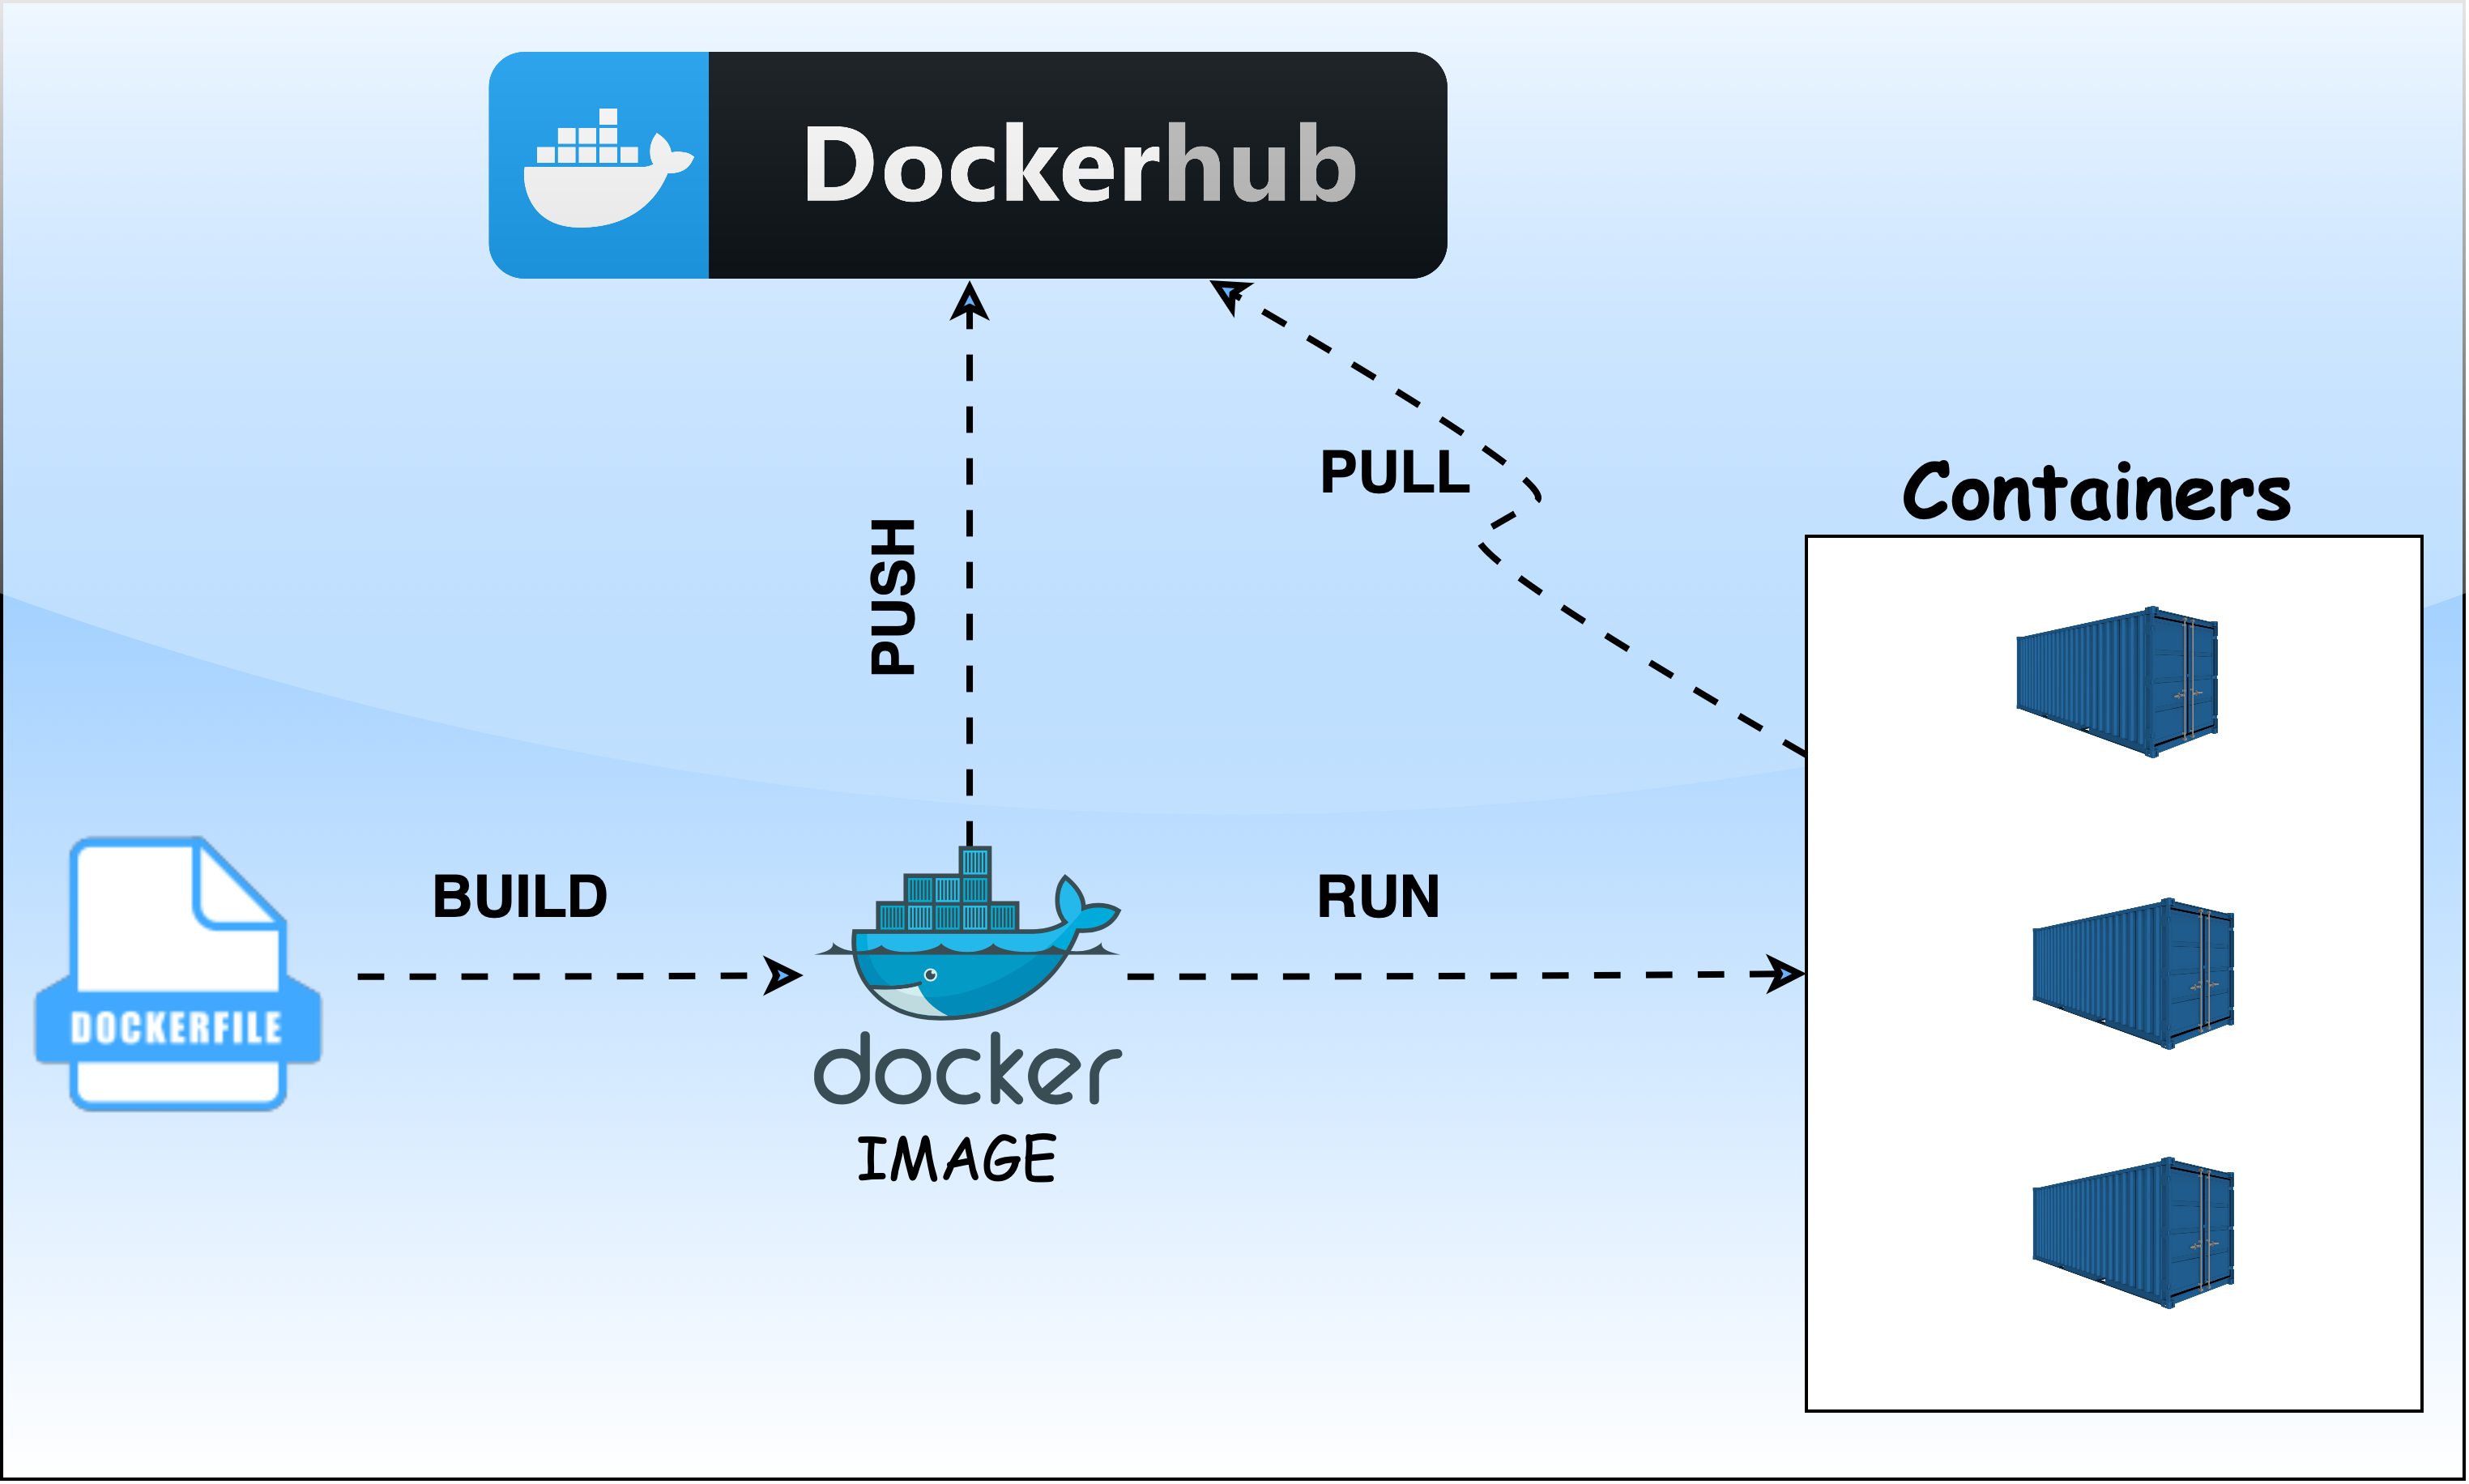 Dockerhub
PULL
Containers
PUSH
BUILD
RUN
DOCKERFILE
docker
IMAGE